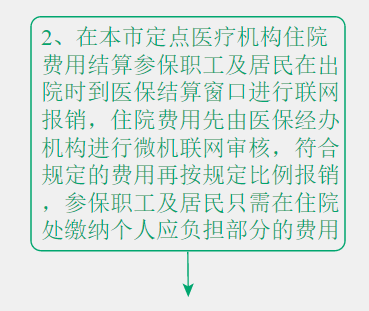 2、在本市定点医疗机构住院
费用结算参保职工及居民在出
院时到医保结算窗口进行联网
报销，住院费用先由医保经办
机构进行微机联网审核，符合
规定的费用再按规定比例报销
，参保职工及居民只需在住院
处缴纳个人应负担部分的费用